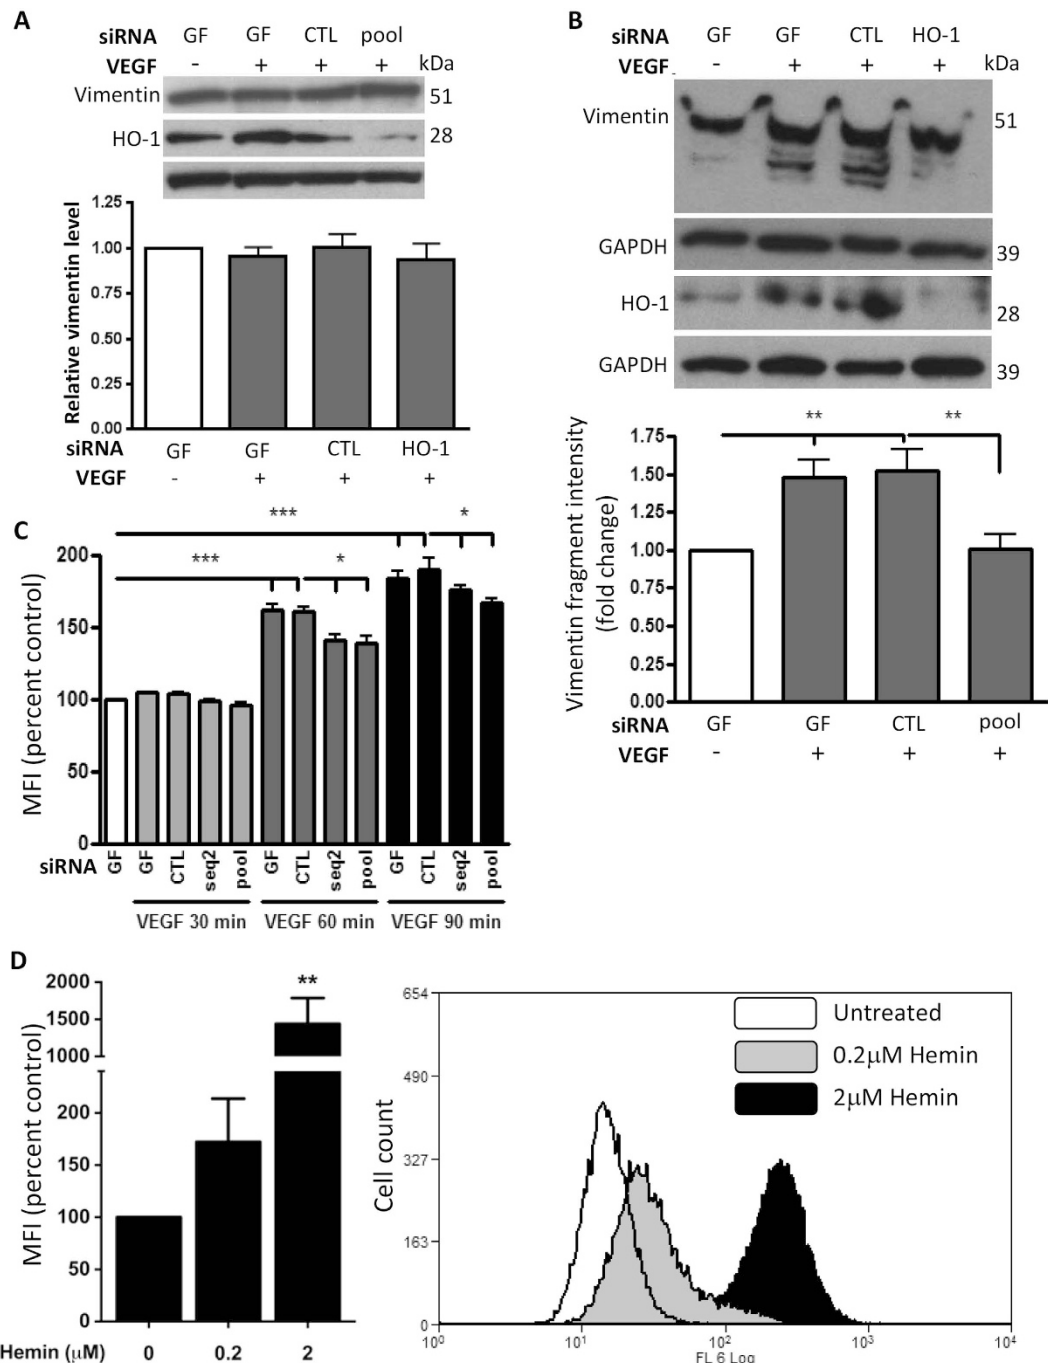 A
siRNA GF GF CTL pool
VEGF - + + + kDa
Vimentin 51
HO-1 28
Relative vimentin level
1.25
1.00
0.75
0.50
0.25
0.00
siRNA GF GF CTL HO-1
VEGF - + + +
B
siRNA GF GF CTL HO-1
VEGF - + + + kDa
Vimentin 51
GAPDH 39
HO-1 28
GAPDH 39
Vimentin fragment intensity
(fold change)
** **
1.75
1.50
1.25
1.00
0.75
0.50
0.25
0.00
siRNA GF GF CTL pool
VEGF - + + +
C
MFI (percent control)
*** *
*** *
200
150
100
50
0
siRNA GF GF CTL seq2 pool GF CTL seq2 pool GF CTL seq2 pool
VEGF 30 min VEGF 60 min VEGF 90 min
D
MFI (percent control)
**
2000
1500
1000
200
150
100
50
0
Hemin (μM) 0 0.2 2
Cell count
654
490
327
163
0
Untreated
0.2μM Hemin
2μM Hemin
10⁰ 10¹ 10² 10³ 10⁴
FL 6 Log